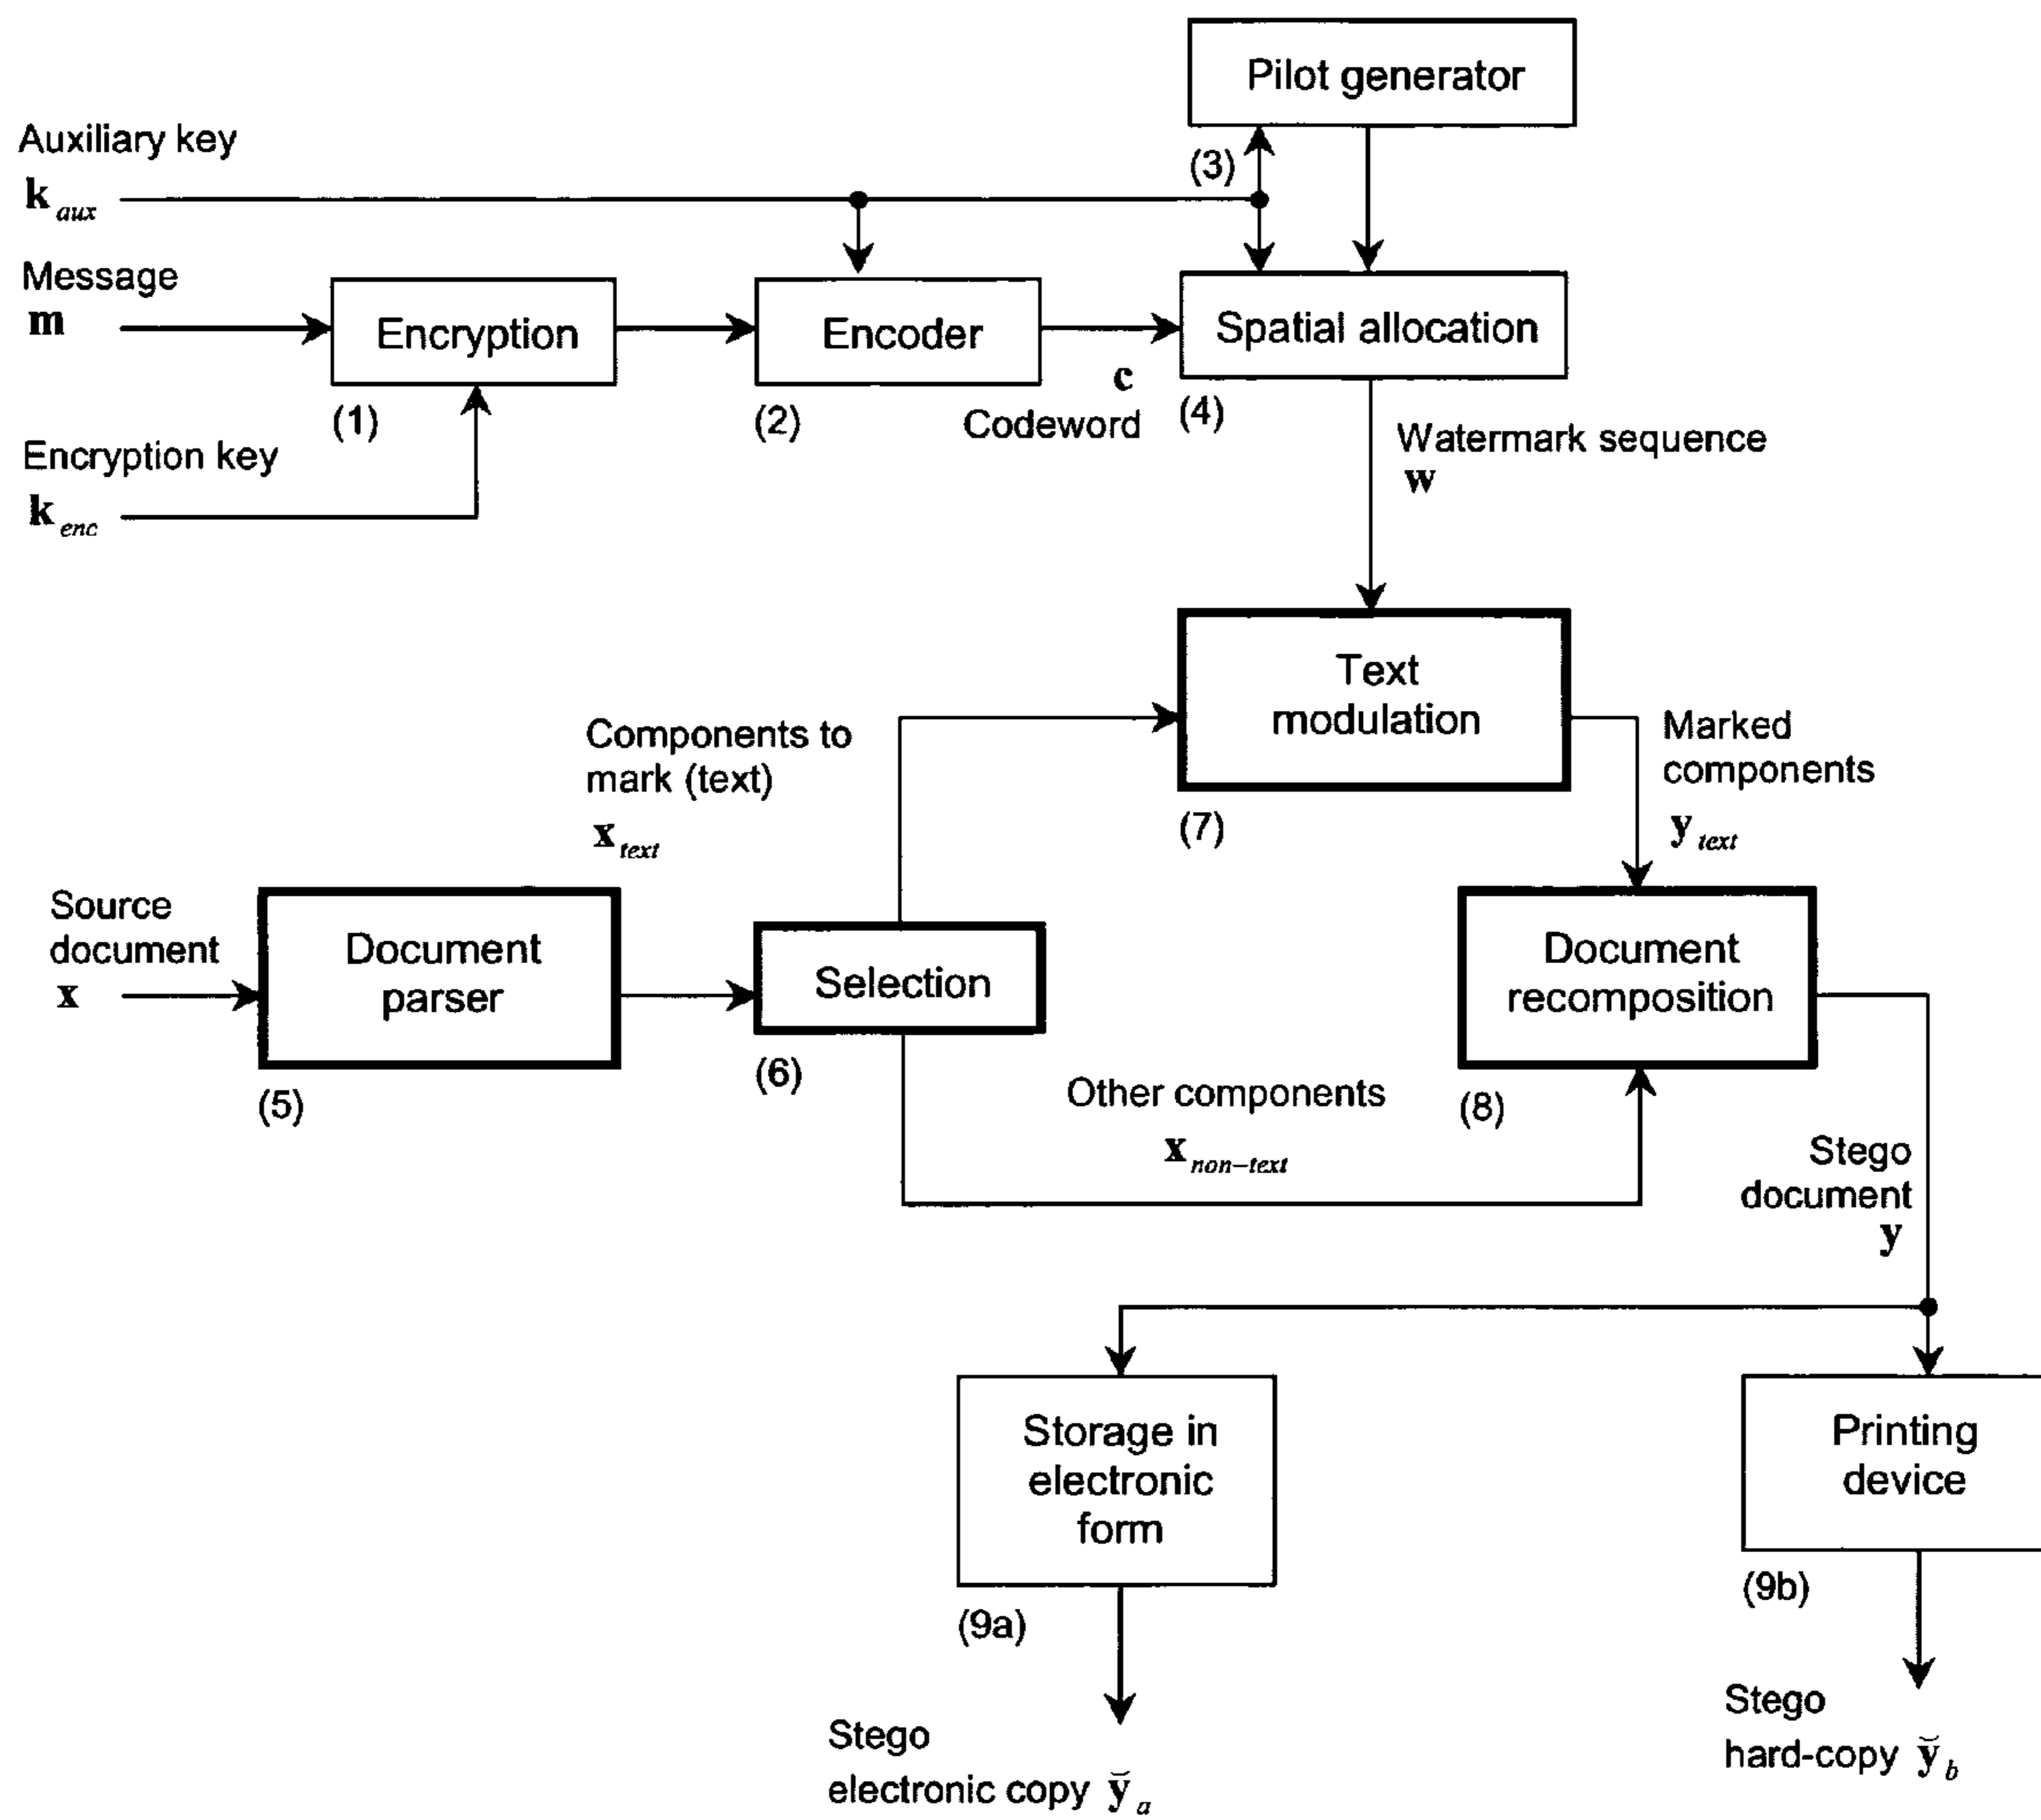 Pilot generator
Auxiliary key
(3)
k aux
Message
m
Encryption
Encoder
Spatial allocation
c
(1)
(2)
Codeword
(4)
Encryption key
Watermark sequence
w
k enc
Text
modulation
Components to
mark (text)
x text
Marked
components
(7)
y text
Source
document
x
Document
parser
Selection
Document
recomposition
(5)
(6)
Other components
x non-text
(8)
Stego
document
y
Storage in
electronic
form
Printing
device
(9a)
(9b)
Stego
electronic copy y̆ a
Stego
hard-copy y̆ b